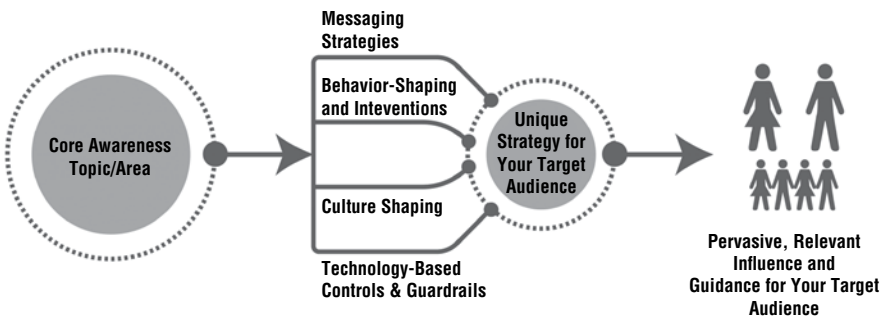 Core Awareness
Topic/Area
Messaging
Strategies
Behavior-Shaping
and Inteventions
Culture Shaping
Technology-Based
Controls & Guardrails
Unique
Strategy for
Your Target
Audience
Pervasive, Relevant
Influence and
Guidance for Your Target
Audience